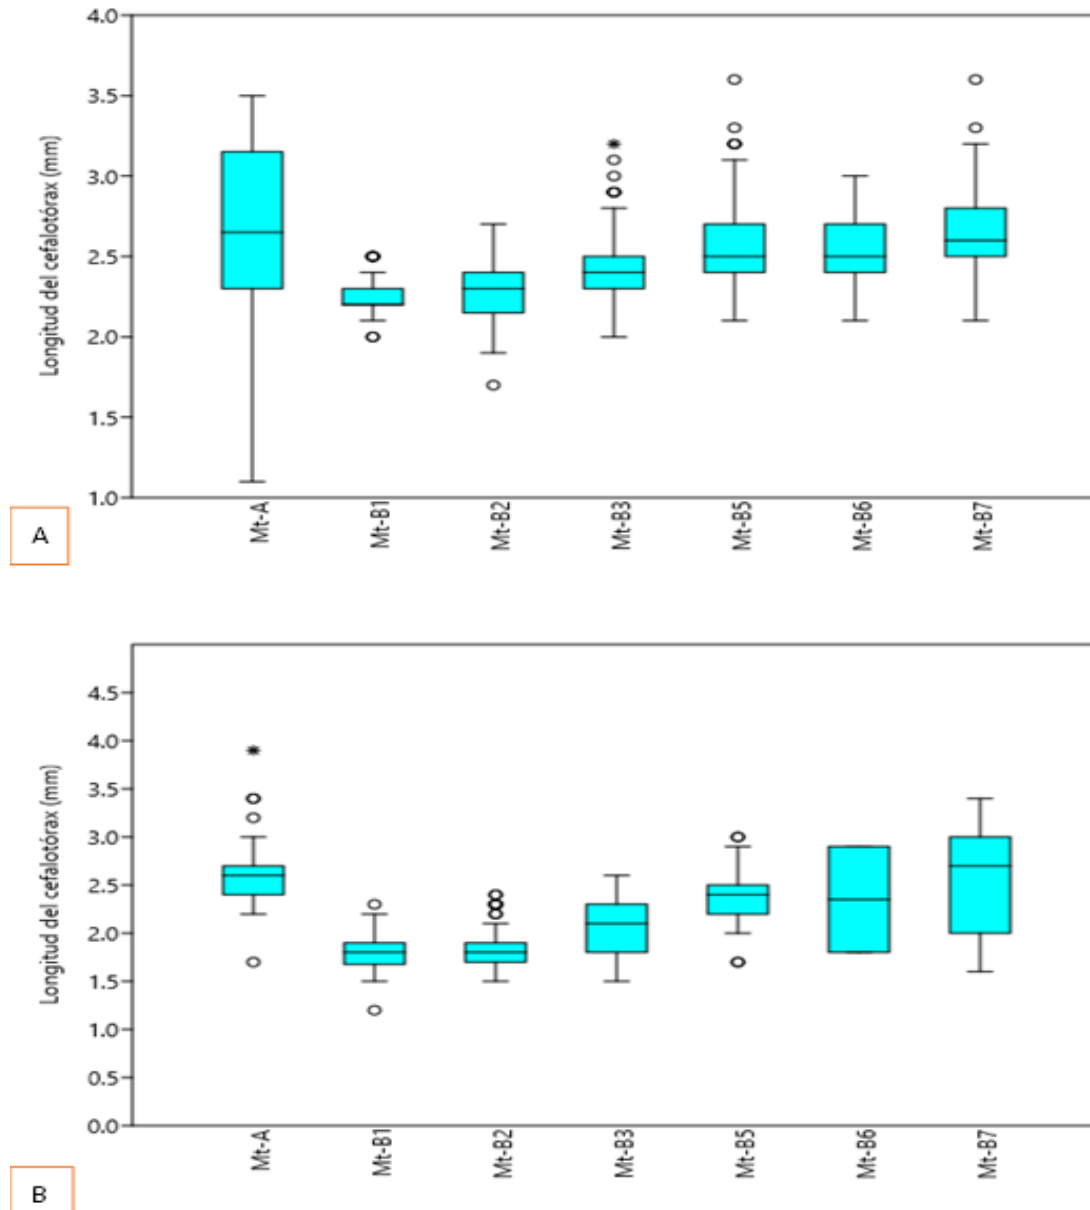 4.0
3.5
3.0
2.5
2.0
1.5
1.0
Longitud del cefalotórax (mm)
Mt-A
Mt-B1
Mt-B2
Mt-B3
Mt-B5
Mt-B6
Mt-B7
A
4.5
4.0
3.5
3.0
2.5
2.0
1.5
1.0
0.5
0.0
Longitud del cefalotórax (mm)
Mt-A
Mt-B1
Mt-B2
Mt-B3
Mt-B5
Mt-B6
Mt-B7
B